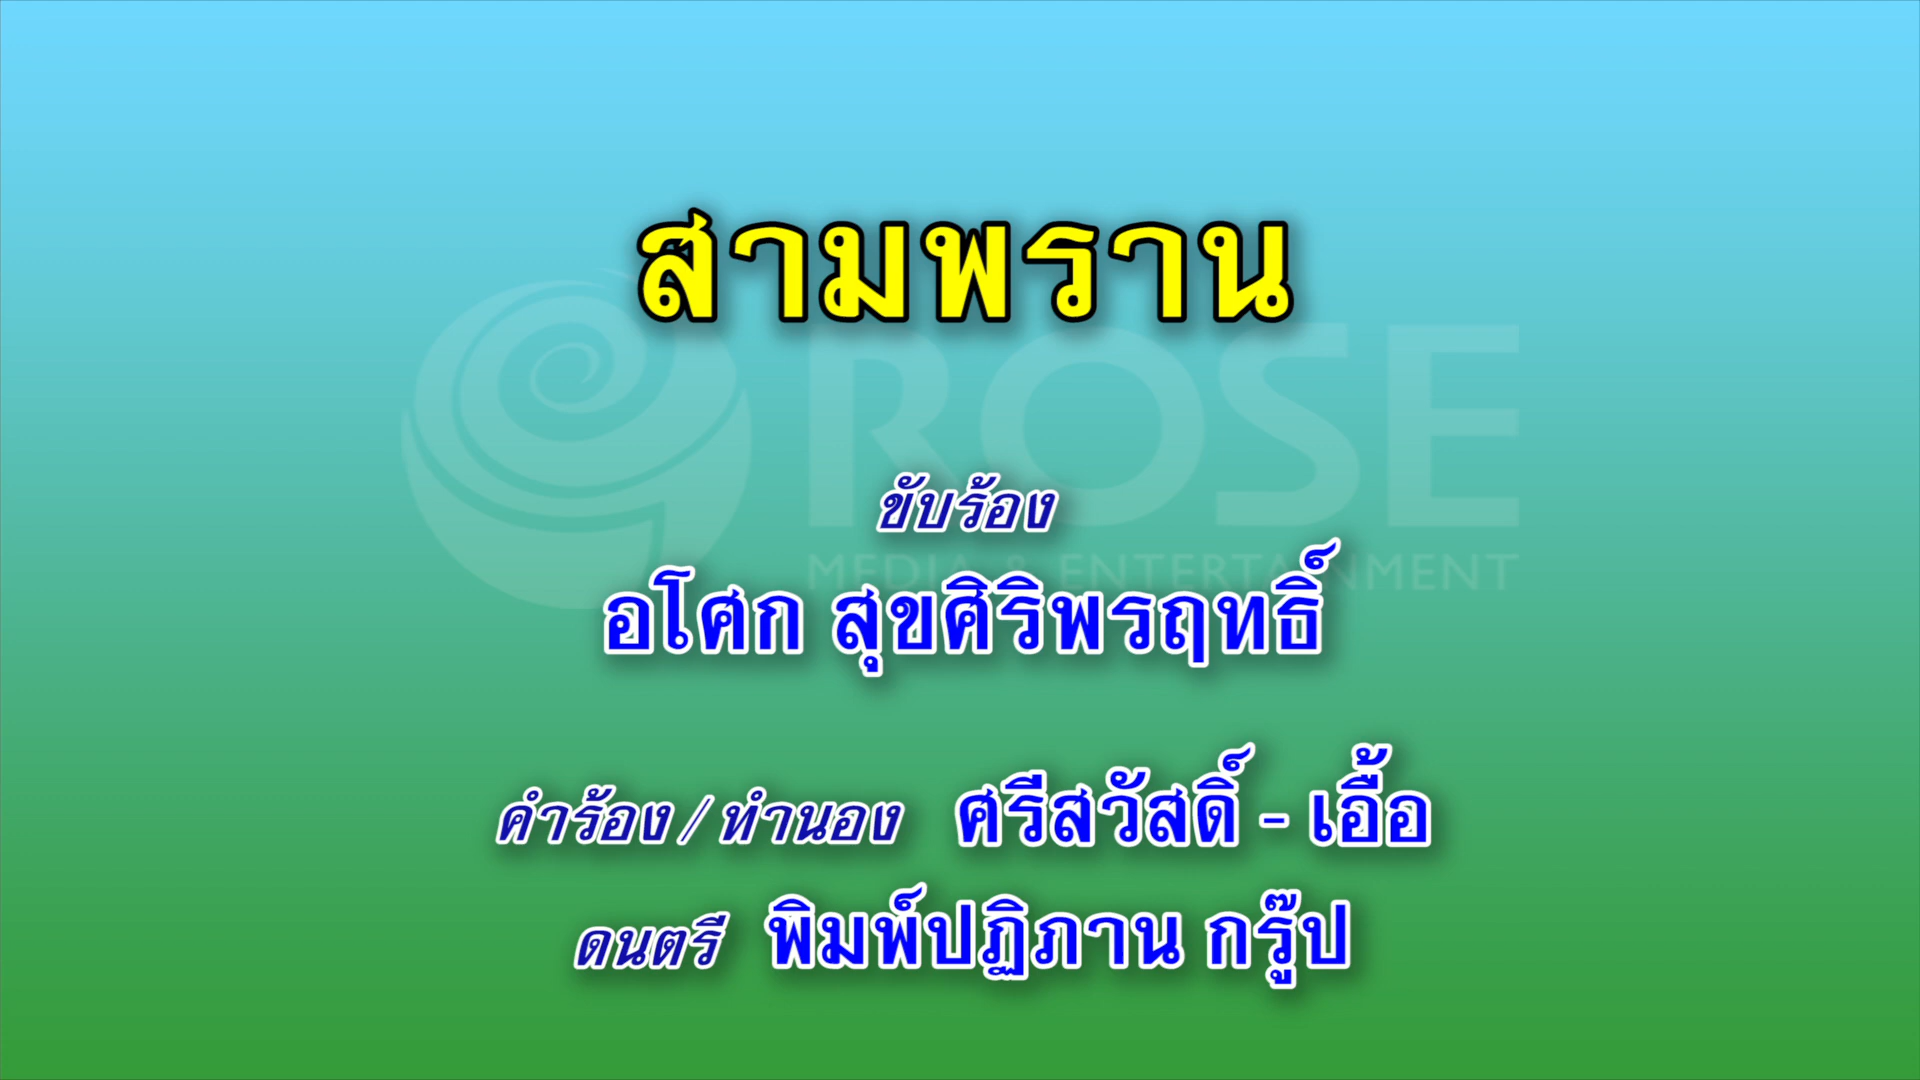 สามพราน
ROSE
MEDIA & ENTERTAINMENT
ขับร้อง
อโศก สุขศิริพรฤทธิ์
คำร้อง / ทำนอง ศรีสวัสดิ์ - เอื้อ
ดนตรี พิมพ์ปฏิภาน กรู๊ป